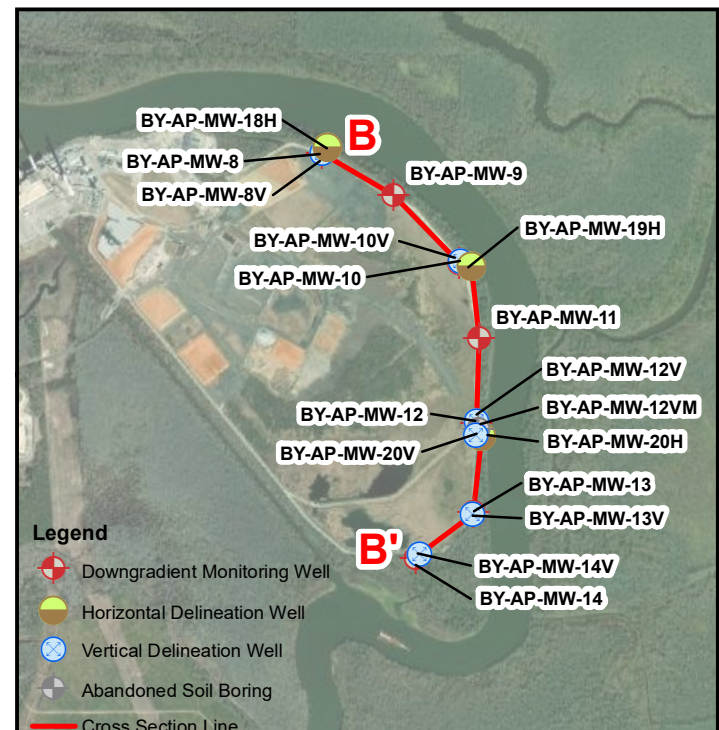 BY-AP-MW-18H
B
BY-AP-MW-8
BY-AP-MW-9
BY-AP-MW-8V
BY-AP-MW-10V
BY-AP-MW-19H
BY-AP-MW-10
BY-AP-MW-11
BY-AP-MW-12V
BY-AP-MW-12
BY-AP-MW-12VM
BY-AP-MW-20V
BY-AP-MW-20H
BY-AP-MW-13
BY-AP-MW-13V
B'
BY-AP-MW-14V
BY-AP-MW-14
Legend
Downgradient Monitoring Well
Horizontal Delineation Well
Vertical Delineation Well
Abandoned Soil Boring
Cross Section Line